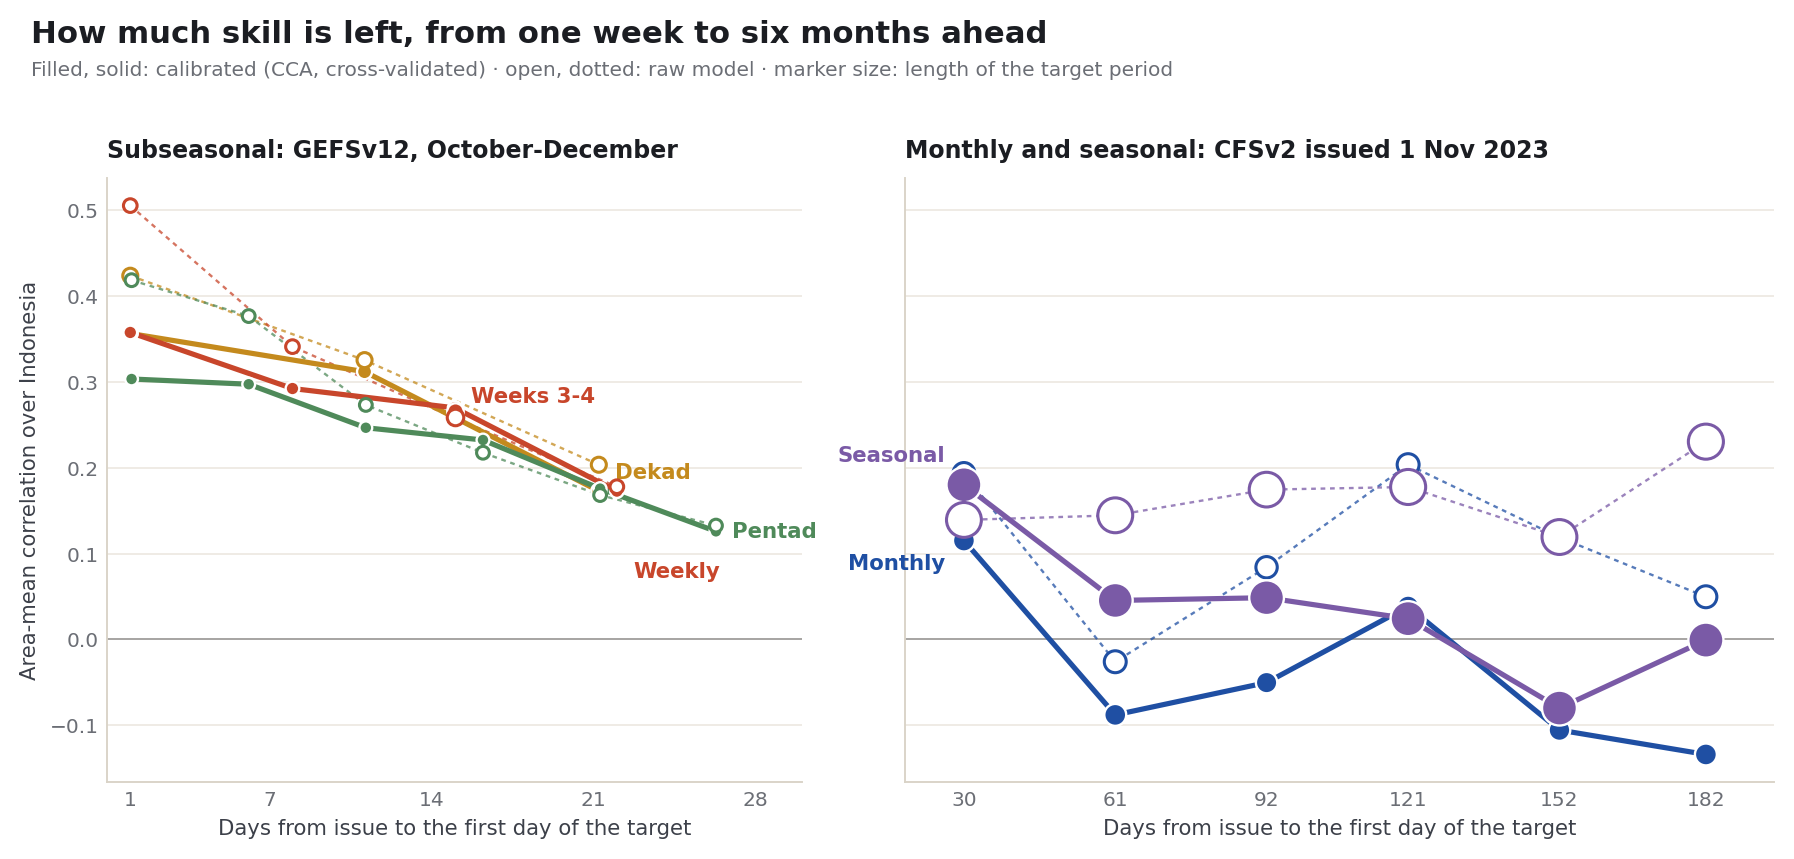 How much skill is left, from one week to six months ahead
Filled, solid: calibrated (CCA, cross-validated) · open, dotted: raw model · marker size: length of the target period
Subseasonal: GEFSv12, October-December
Area-mean correlation over Indonesia
0.5
0.4
0.3
0.2
0.1
0.0
−0.1
Weeks 3-4
Dekad
Pentad
Weekly
1 7 14 21 28
Days from issue to the first day of the target
Monthly and seasonal: CFSv2 issued 1 Nov 2023
Seasonal
Monthly
30 61 92 121 152 182
Days from issue to the first day of the target